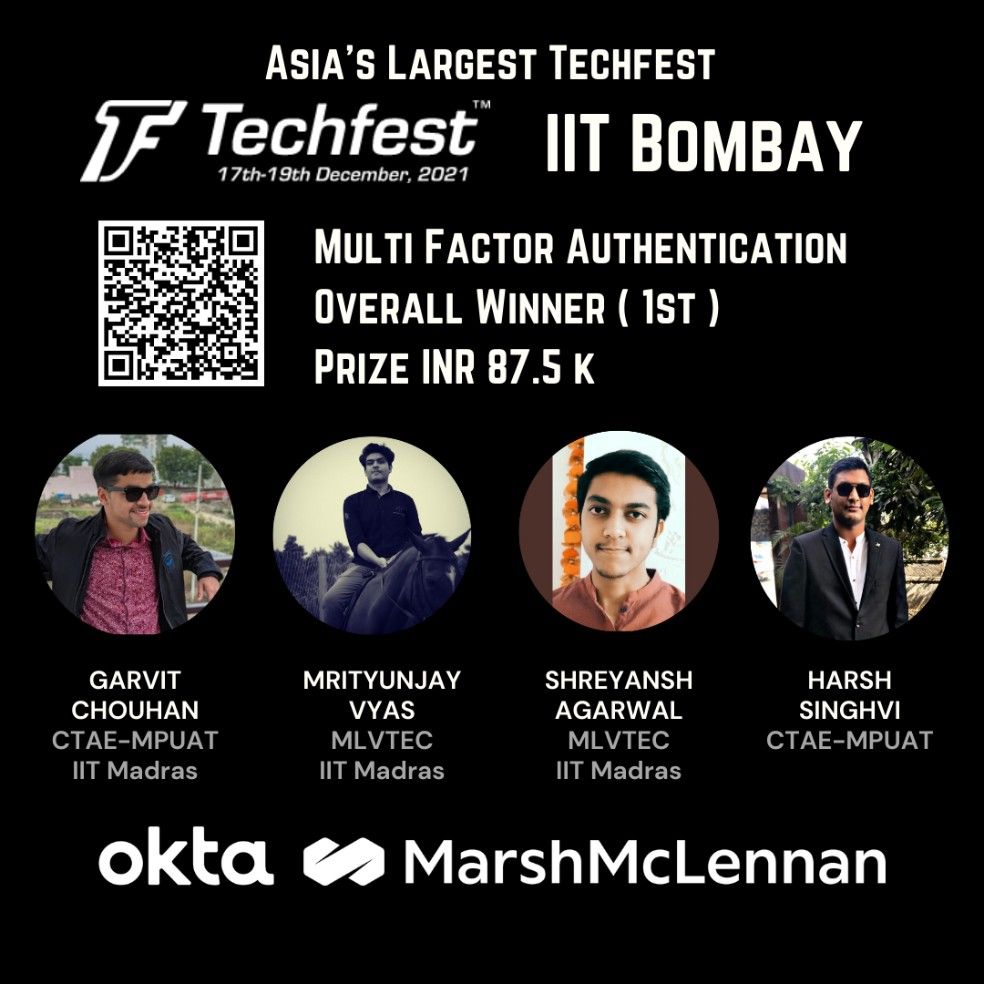 Asia's Largest Techfest
TF Techfest™ IIT Bombay
17th-19th December, 2021
Multi Factor Authentication
Overall Winner ( 1st )
Prize INR 87.5 k
GARVIT CHOUHAN
CTAE-MPUAT
IIT Madras
MRITYUNJAY VYAS
MLVTEC
IIT Madras
SHREYANSH AGARWAL
MLVTEC
IIT Madras
HARSH SINGHVI
CTAE-MPUAT
okta MarshMcLennan